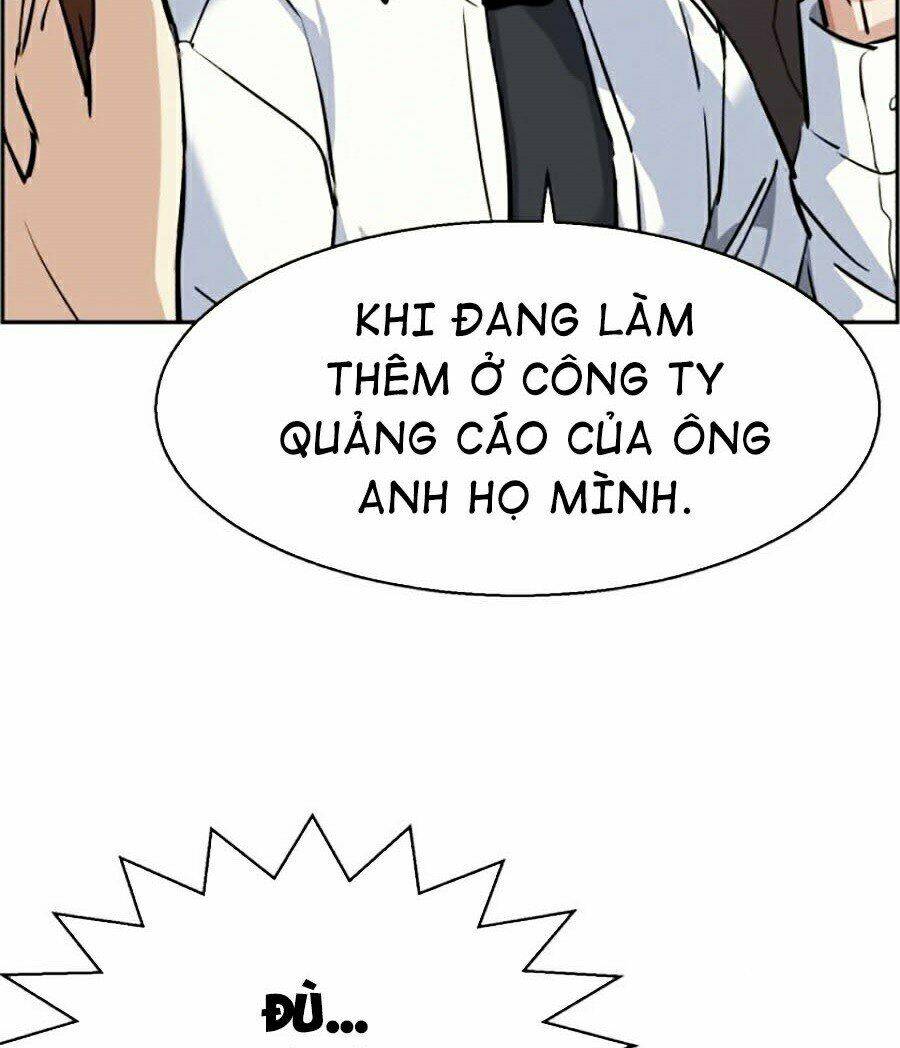 KHI ĐANG LÀM
THÊM Ở CÔNG TY
QUẢNG CÁO CỦA ÔNG
ANH HỌ MÌNH.
ĐÙ...